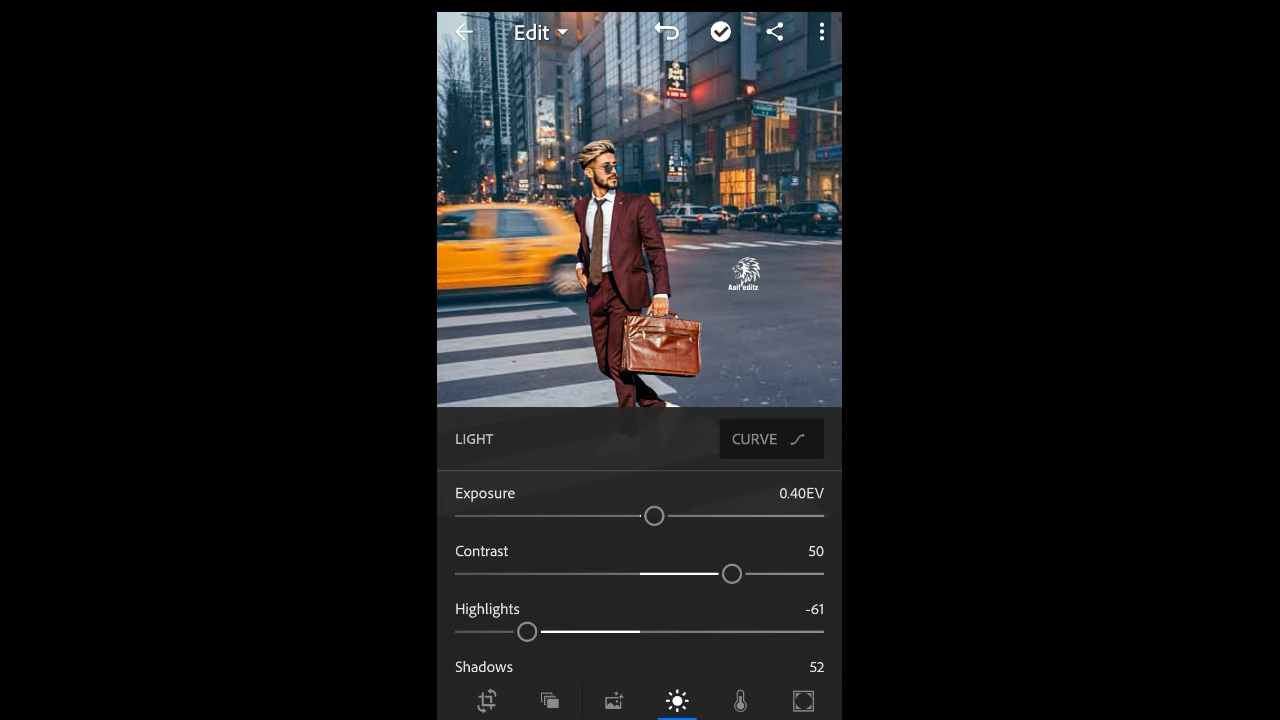 Edit
Asif editz
LIGHT
CURVE
Exposure
0.40EV
Contrast
50
Highlights
-61
Shadows
52